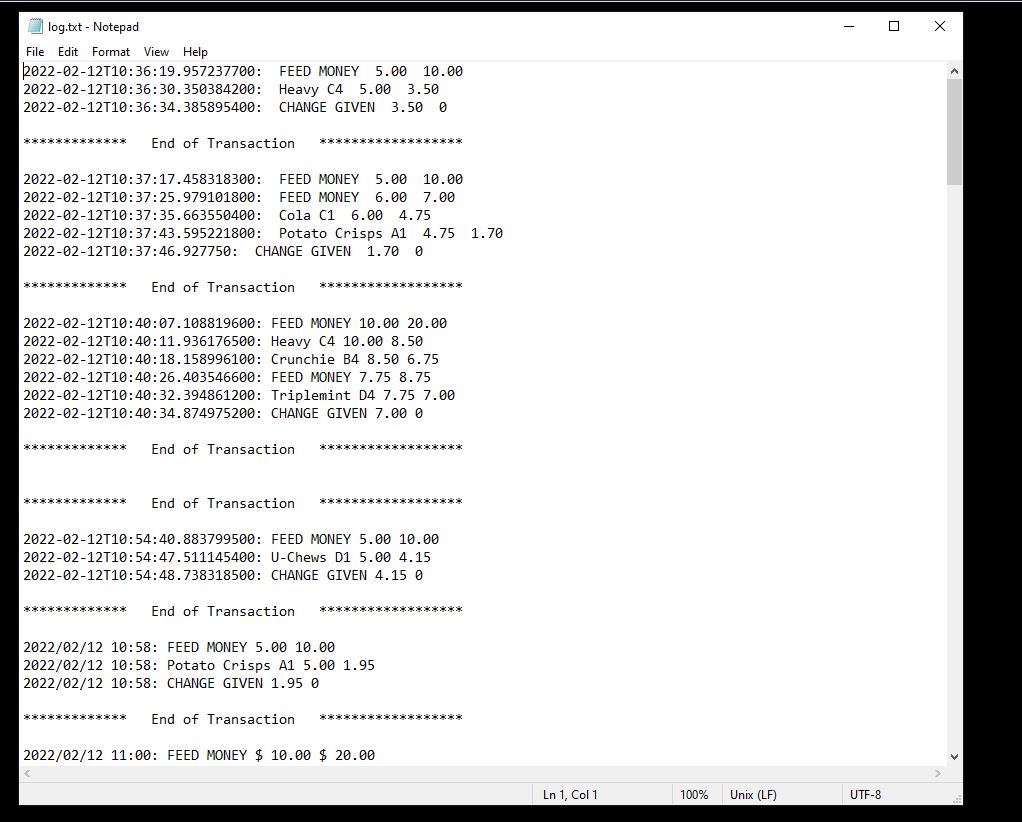 log.txt - Notepad
File Edit Format View Help
2022-02-12T10:36:19.957237700:  FEED MONEY  5.00  10.00
2022-02-12T10:36:30.350384200:  Heavy C4  5.00  3.50
2022-02-12T10:36:34.385895400:  CHANGE GIVEN  3.50  0
*************   End of Transaction   ******************
2022-02-12T10:37:17.458318300:  FEED MONEY  5.00  10.00
2022-02-12T10:37:25.979101800:  FEED MONEY  6.00  7.00
2022-02-12T10:37:35.663550400:  Cola C1  6.00  4.75
2022-02-12T10:37:43.595221800:  Potato Crisps A1  4.75  1.70
2022-02-12T10:37:46.927750:  CHANGE GIVEN  1.70  0
*************   End of Transaction   ******************
2022-02-12T10:40:07.108819600: FEED MONEY 10.00 20.00
2022-02-12T10:40:11.936176500: Heavy C4 10.00 8.50
2022-02-12T10:40:18.158996100: Crunchie B4 8.50 6.75
2022-02-12T10:40:26.403546600: FEED MONEY 7.75 8.75
2022-02-12T10:40:32.394861200: Triplemint D4 7.75 7.00
2022-02-12T10:40:34.874975200: CHANGE GIVEN 7.00 0
*************   End of Transaction   ******************
*************   End of Transaction   ******************
2022-02-12T10:54:40.883799500: FEED MONEY 5.00 10.00
2022-02-12T10:54:47.511145400: U-Chews D1 5.00 4.15
2022-02-12T10:54:48.738318500: CHANGE GIVEN 4.15 0
*************   End of Transaction   ******************
2022/02/12 10:58: FEED MONEY 5.00 10.00
2022/02/12 10:58: Potato Crisps A1 5.00 1.95
2022/02/12 10:58: CHANGE GIVEN 1.95 0
*************   End of Transaction   ******************
2022/02/12 11:00: FEED MONEY $ 10.00 $ 20.00
Ln 1, Col 1 100% Unix (LF) UTF-8